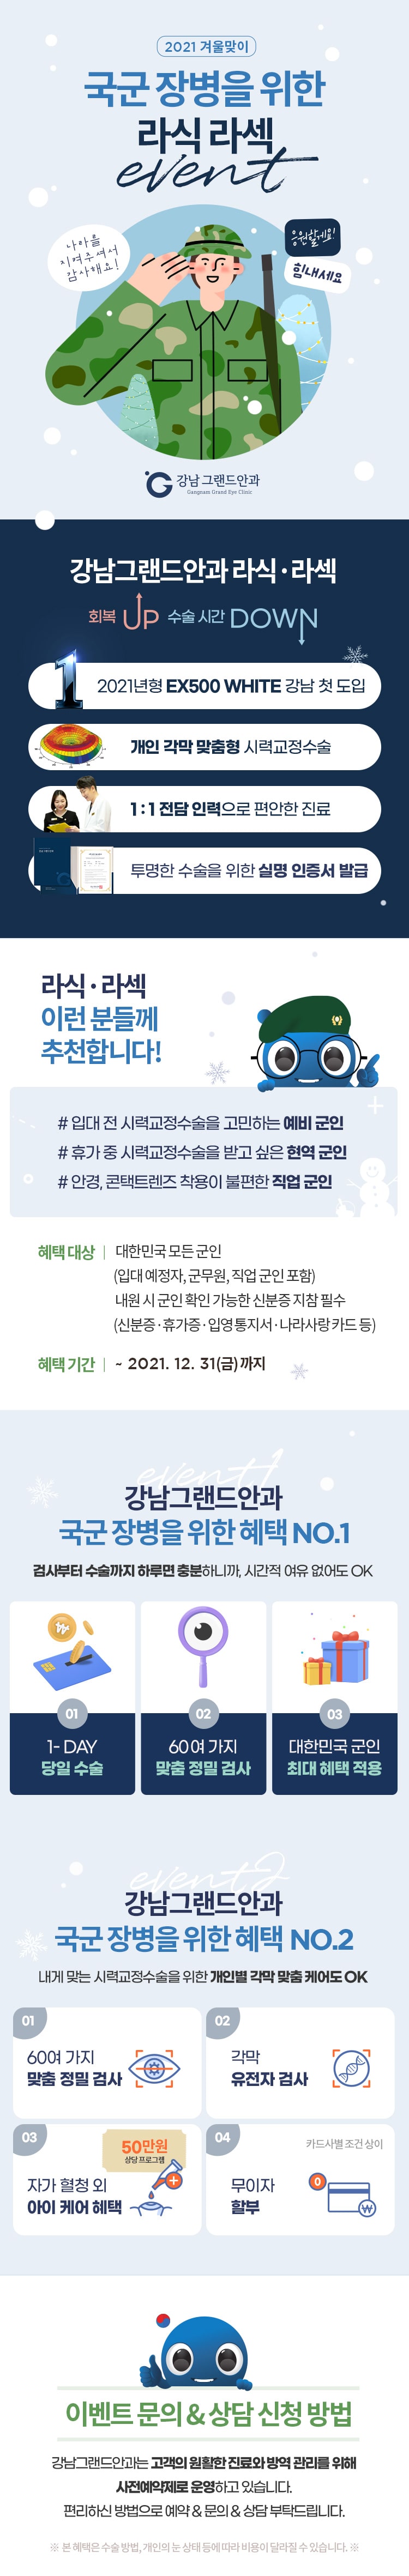 2021 겨울맞이
국군 장병을 위한
라식 라섹
event
나라를
지켜주셔서
감사해요!
응원할게요!
힘내세요
강남 그랜드안과
Gangnam Grand Eye Clinic
강남그랜드안과 라식·라섹
회복 UP 수술 시간 DOWN
1 2021년형 EX500 WHITE 강남 첫 도입
개인 각막 맞춤형 시력교정수술
1:1 전담 인력으로 편안한 진료
투명한 수술을 위한 실명 인증서 발급
라식·라섹
이런 분들께
추천합니다!
# 입대 전 시력교정수술을 고민하는 예비 군인
# 휴가 중 시력교정수술을 받고 싶은 현역 군인
# 안경, 콘택트렌즈 착용이 불편한 직업 군인
혜택 대상 | 대한민국 모든 군인
(입대 예정자, 군무원, 직업 군인 포함)
내원 시 군인 확인 가능한 신분증 지참 필수
(신분증·휴가증·입영통지서·나라사랑카드 등)
혜택 기간 | ~ 2021. 12. 31(금)까지
event1
강남그랜드안과
국군 장병을 위한 혜택 NO.1
검사부터 수술까지 하루면 충분하니까, 시간적 여유 없어도 OK
01
1- DAY
당일 수술
02
60여 가지
맞춤 정밀 검사
03
대한민국 군인
최대 혜택 적용
event2
강남그랜드안과
국군 장병을 위한 혜택 NO.2
내게 맞는 시력교정수술을 위한 개인별 각막 맞춤 케어도 OK
01
60여 가지
맞춤 정밀 검사
02
각막
유전자 검사
03
50만원
상당 프로그램
자가 혈청 외
아이 케어 혜택
04
카드사별 조건 상이
무이자
할부
0
₩
이벤트 문의 & 상담 신청 방법
강남그랜드안과는 고객의 원활한 진료와 방역 관리를 위해
사전예약제로 운영하고 있습니다.
편리하신 방법으로 예약 & 문의 & 상담 부탁드립니다.
※ 본 혜택은 수술 방법, 개인의 눈 상태 등에 따라 비용이 달라질 수 있습니다. ※